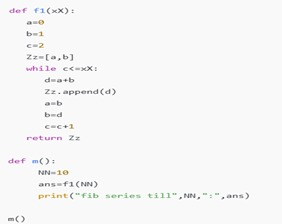 def f1(xX):
    a=0
    b=1
    c=2
    Zz=[a,b]
    while c<=xX:
        d=a+b
        Zz.append(d)
        a=b
        b=d
        c=c+1
    return Zz
def m():
    NN=10
    ans=f1(NN)
    print("fib series till",NN,":",ans)
m()